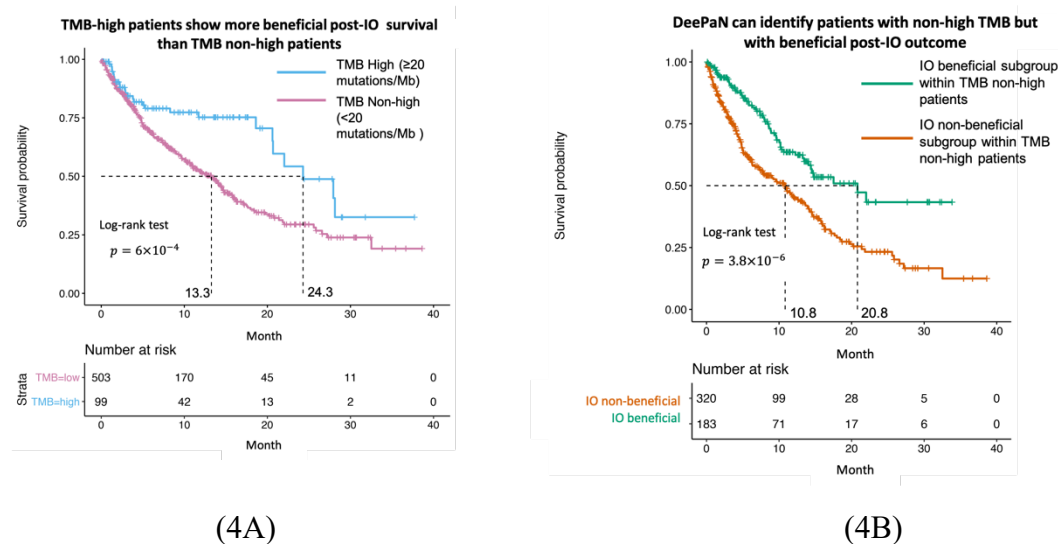 TMB-high patients show more beneficial post-IO survival
than TMB non-high patients
TMB High (≥20
mutations/Mb)
TMB Non-high
(<20
mutations/Mb )
Survival probability
1.00
0.75
0.50
0.25
0.00
Log-rank test
p = 6×10⁻⁴
13.3
24.3
0 10 20 30 40
Month
Number at risk
Strata
TMB=low 503 170 45 11 0
TMB=high 99 42 13 2 0
0 10 20 30 40
Month
(4A)
DeePaN can identify patients with non-high TMB but
with beneficial post-IO outcome
IO beneficial subgroup
within TMB non-high
patients
IO non-beneficial
subgroup within TMB
non-high patients
Survival probability
1.00
0.75
0.50
0.25
0.00
Log-rank test
p = 3.8×10⁻⁶
10.8
20.8
0 10 20 30 40
Month
Number at risk
IO non-beneficial 320 99 28 5 0
IO beneficial 183 71 17 6 0
0 10 20 30 40
Month
(4B)